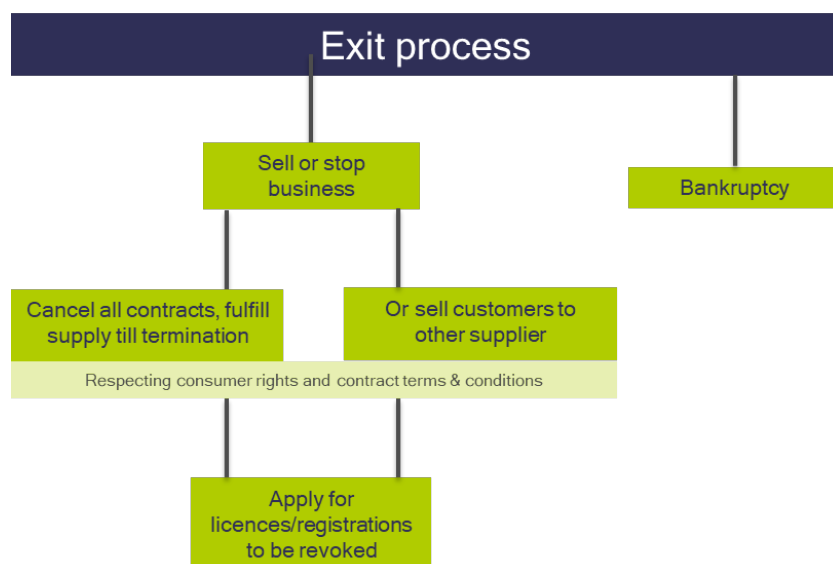 Exit process
Sell or stop
business
Bankruptcy
Cancel all contracts, fulfill
supply till termination
Or sell customers to
other supplier
Respecting consumer rights and contract terms & conditions
Apply for
licences/registrations
to be revoked